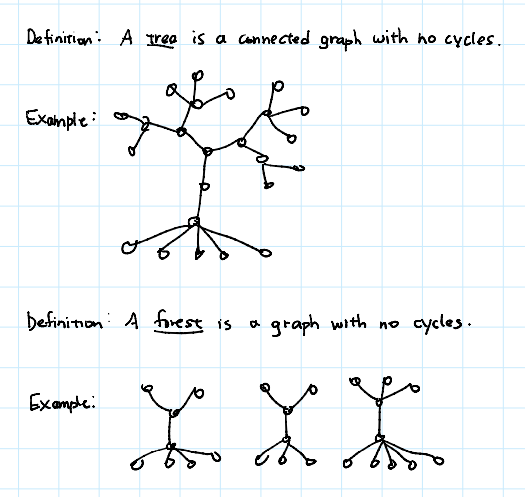 Definition: A tree is a connected graph with no cycles.
Example:
Definition: A forest is a graph with no cycles.
Example: